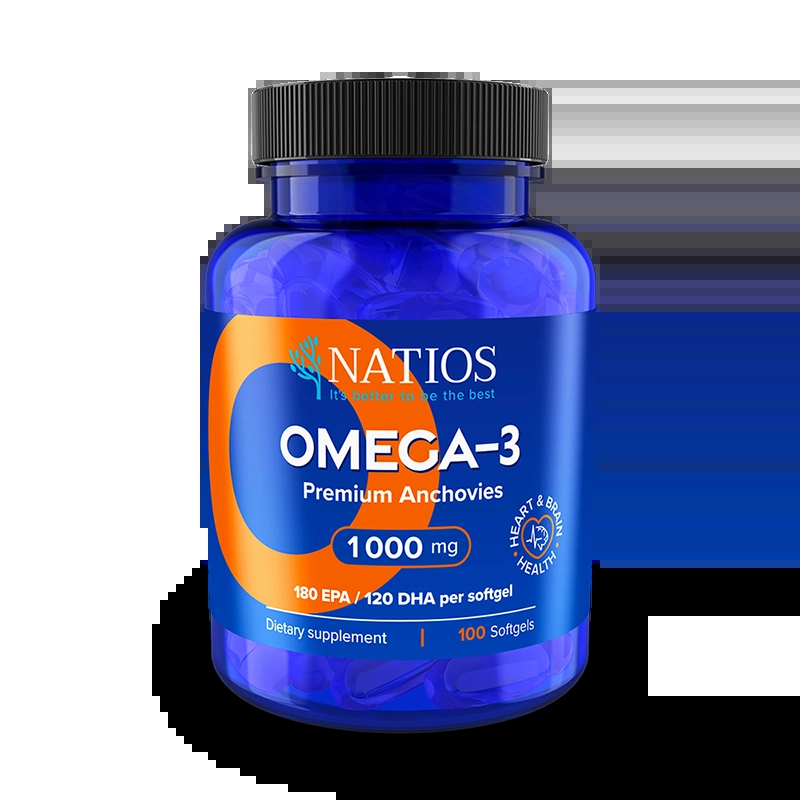 NATIOS
It's better to be the best
OMEGA-3
Premium Anchovies
1000 mg
HEART & BRAIN
HEALTH
180 EPA / 120 DHA per softgel
Dietary supplement | 100 Softgels